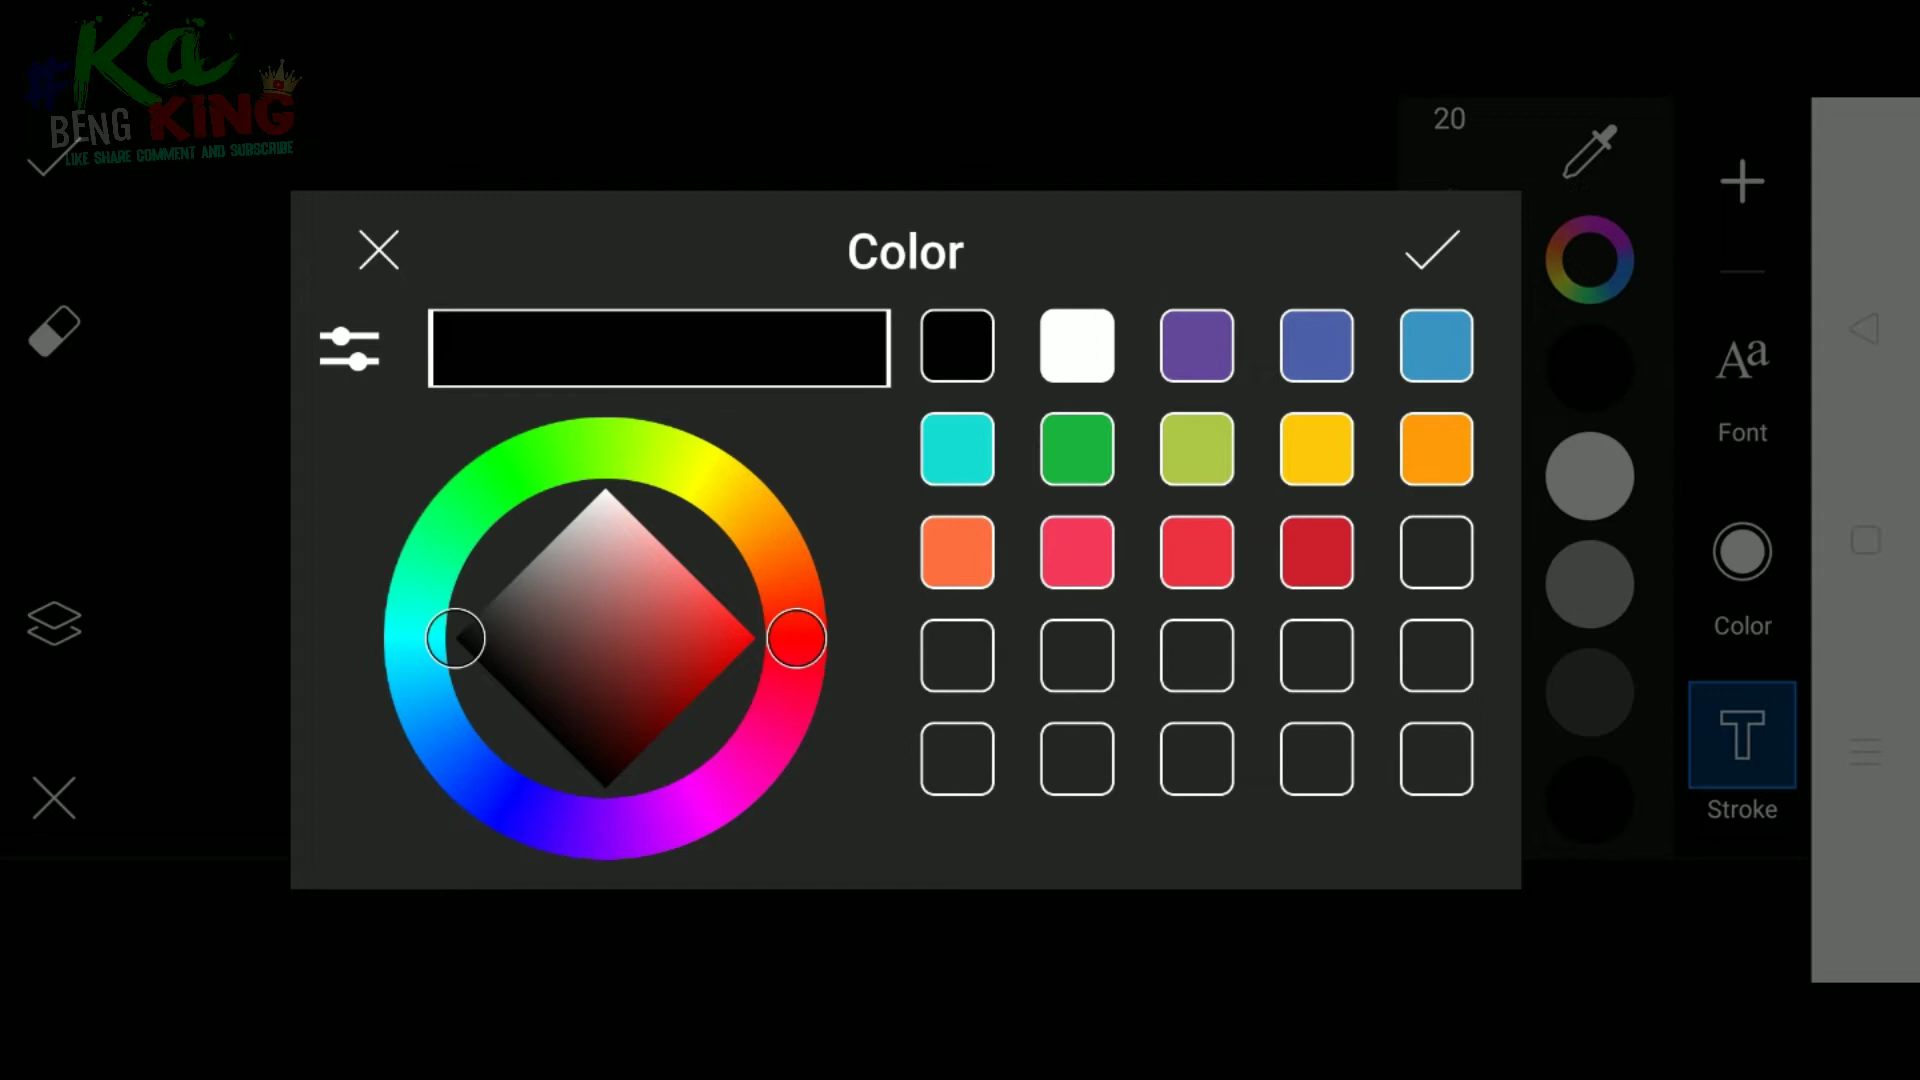 #Ka
BENG KING
LIKE SHARE COMMENT AND SUBSCRIBE
20
Color
Aa
Font
Color
T
Stroke